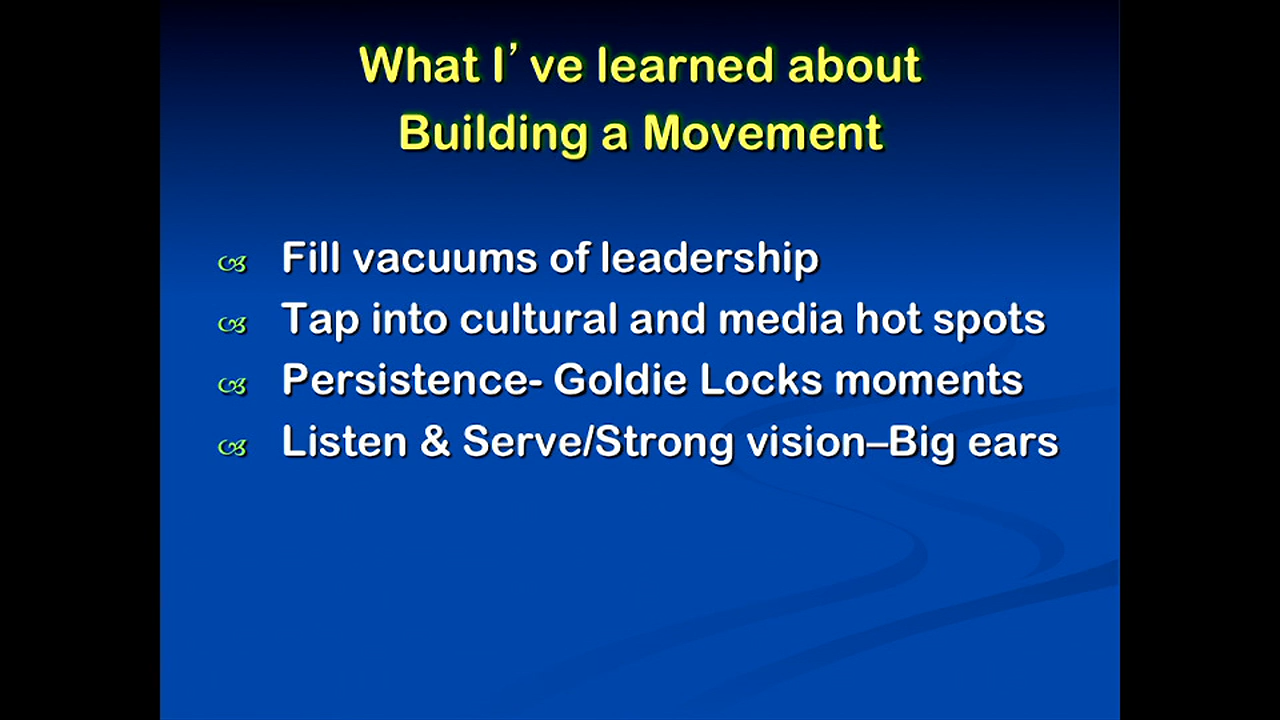 What I’ve learned about
Building a Movement
Fill vacuums of leadership
Tap into cultural and media hot spots
Persistence- Goldie Locks moments
Listen & Serve/Strong vision–Big ears